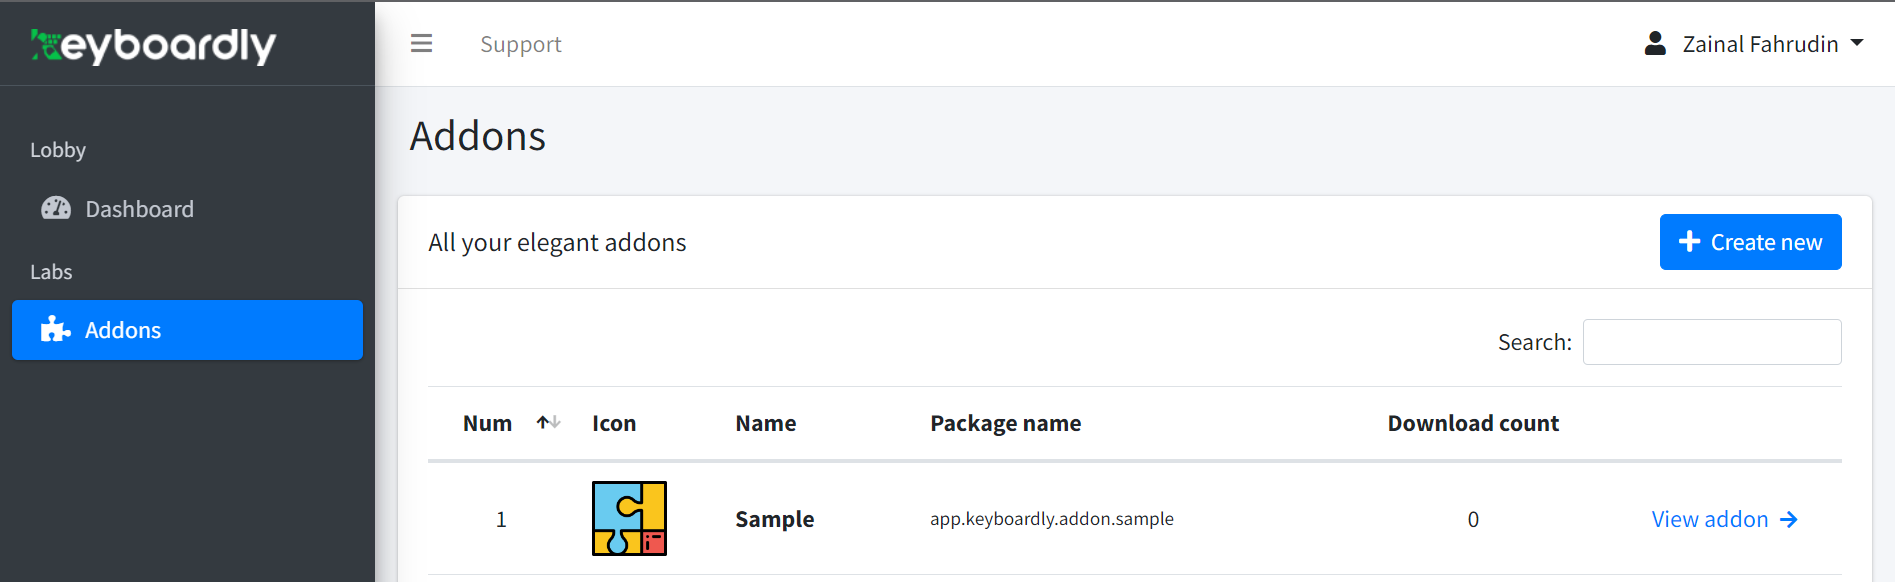 Keyboardly
Support
Zainal Fahrudin
Lobby
Dashboard
Labs
Addons
Addons
All your elegant addons
Create new
Search:
Num Icon Name Package name Download count
1 Sample app.keyboardly.addon.sample 0 View addon